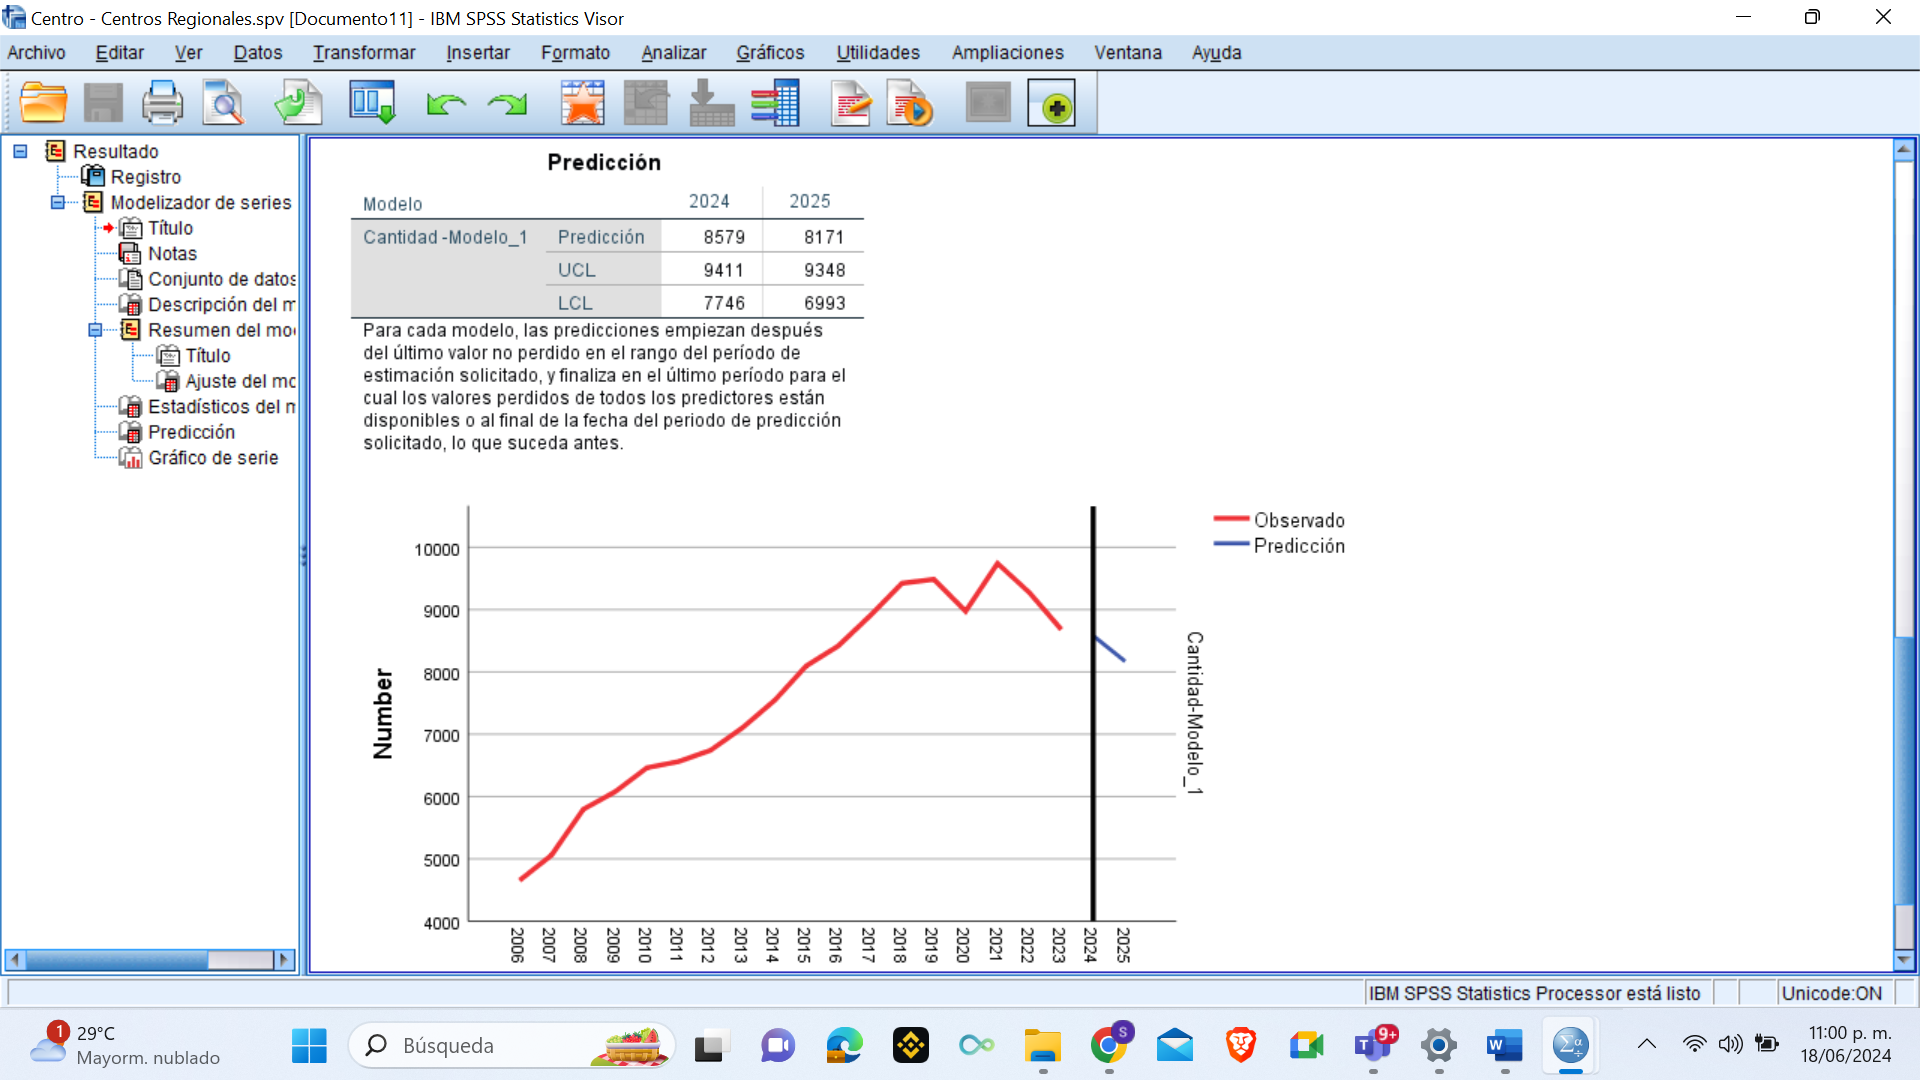 Centro - Centros Regionales.spv [Documento11] - IBM SPSS Statistics Visor
Archivo Editar Ver Datos Transformar Insertar Formato Analizar Gráficos Utilidades Ampliaciones Ventana Ayuda
Resultado
Registro
Modelizador de series
Título
Notas
Conjunto de datos
Descripción del m
Resumen del mo
Título
Ajuste del mo
Estadísticos del m
Predicción
Gráfico de serie
Predicción
Modelo 2024 2025
Cantidad -Modelo_1 Predicción 8579 8171
UCL 9411 9348
LCL 7746 6993
Para cada modelo, las predicciones empiezan después
del último valor no perdido en el rango del período de
estimación solicitado, y finaliza en el último período para el
cual los valores perdidos de todos los predictores están
disponibles o al final de la fecha del periodo de predicción
solicitado, lo que suceda antes.
Observado
Predicción
10000
9000
8000
7000
6000
5000
4000
Number
Cantidad-Modelo_1
2006 2007 2008 2009 2010 2011 2012 2013 2014 2015 2016 2017 2018 2019 2020 2021 2022 2023 2024 2025
IBM SPSS Statistics Processor está listo
Unicode:ON
1
29°C
Mayorm. nublado
Búsqueda
S
9+
11:00 p. m.
18/06/2024